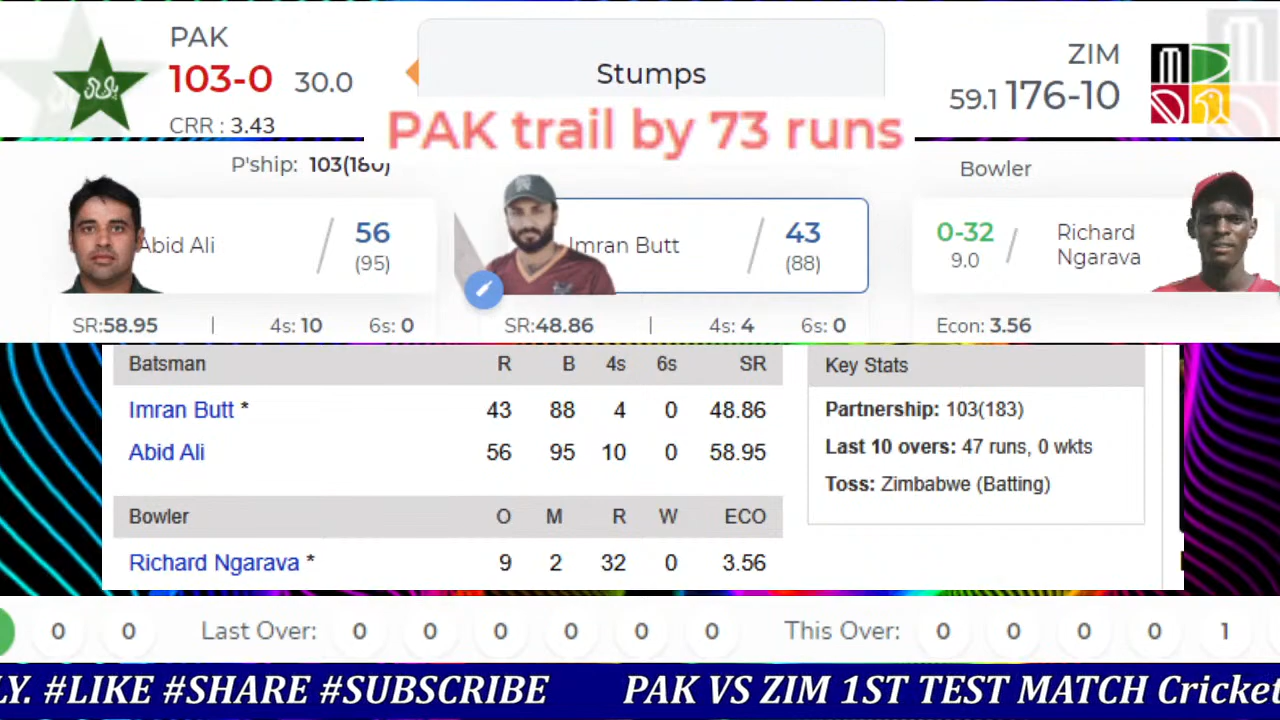 PAK
103-0 30.0
CRR : 3.43
Stumps
PAK trail by 73 runs
ZIM
59.1 176-10
P'ship: 103(180)
Abid Ali
56
(95)
SR:58.95 | 4s: 10 6s: 0
Imran Butt
43
(88)
SR:48.86 | 4s: 4 6s: 0
Bowler
0-32
9.0
Richard
Ngarava
Econ: 3.56
Batsman R B 4s 6s SR
Imran Butt * 43 88 4 0 48.86
Abid Ali 56 95 10 0 58.95
Bowler O M R W ECO
Richard Ngarava * 9 2 32 0 3.56
Key Stats
Partnership: 103(183)
Last 10 overs: 47 runs, 0 wkts
Toss: Zimbabwe (Batting)
0 0 Last Over: 0 0 0 0 0 0 This Over: 0 0 0 0 1
LY. #LIKE #SHARE #SUBSCRIBE PAK VS ZIM 1ST TEST MATCH Cricket